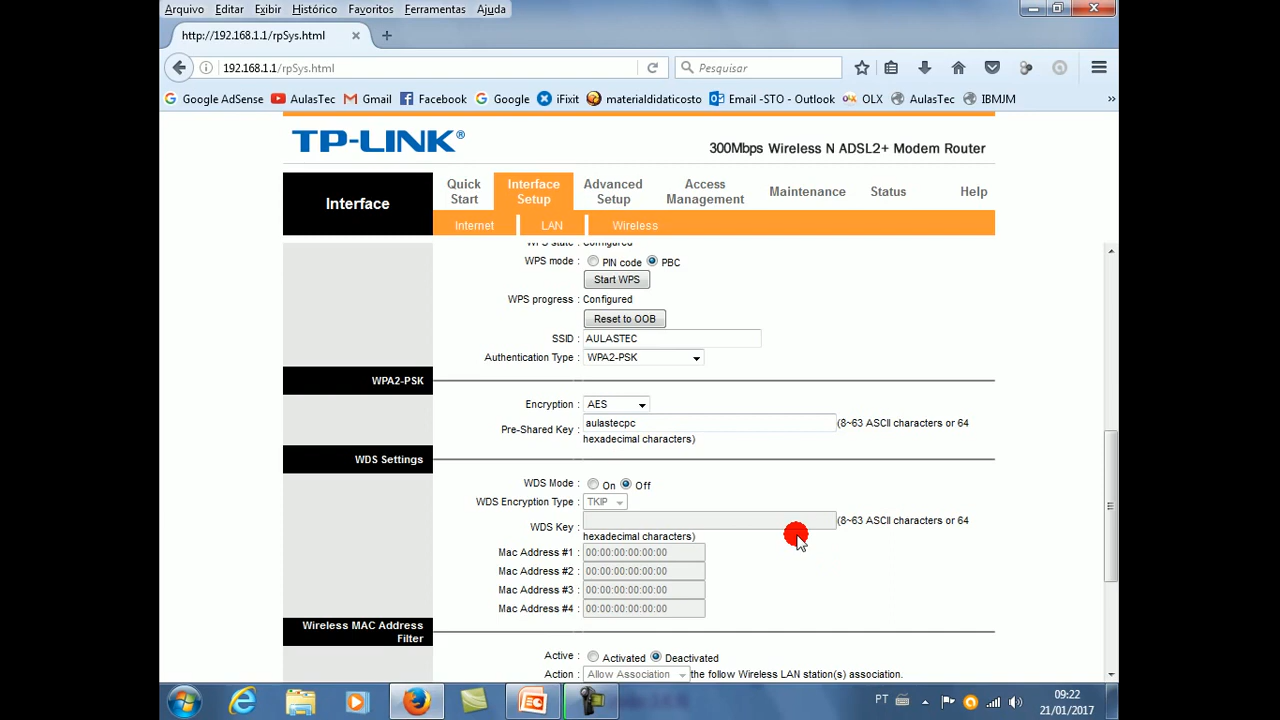 Arquivo Editar Exibir Histórico Favoritos Ferramentas Ajuda
http://192.168.1.1/rpSys.html
192.168.1.1/rpSys.html
Pesquisar
Google AdSense AulasTec Gmail Facebook Google iFixit materialdidaticosto Email -STO - Outlook OLX AulasTec IBMJM
TP-LINK®
300Mbps Wireless N ADSL2+ Modem Router
Interface
Quick Start
Interface Setup
Advanced Setup
Access Management
Maintenance
Status
Help
Internet LAN Wireless
WPS state : Configured
WPS mode : PIN code PBC
Start WPS
WPS progress : Configured
Reset to OOB
SSID : AULASTEC
Authentication Type : WPA2-PSK
WPA2-PSK
Encryption : AES
Pre-Shared Key : aulastecpc (8~63 ASCII characters or 64
hexadecimal characters)
WDS Settings
WDS Mode : On Off
WDS Encryption Type : TKIP
WDS Key : (8~63 ASCII characters or 64
hexadecimal characters)
Mac Address #1 : 00:00:00:00:00:00
Mac Address #2 : 00:00:00:00:00:00
Mac Address #3 : 00:00:00:00:00:00
Mac Address #4 : 00:00:00:00:00:00
Wireless MAC Address
Filter
Active : Activated Deactivated
Action : Allow Association the follow Wireless LAN station(s) association.
PT
09:22
21/01/2017